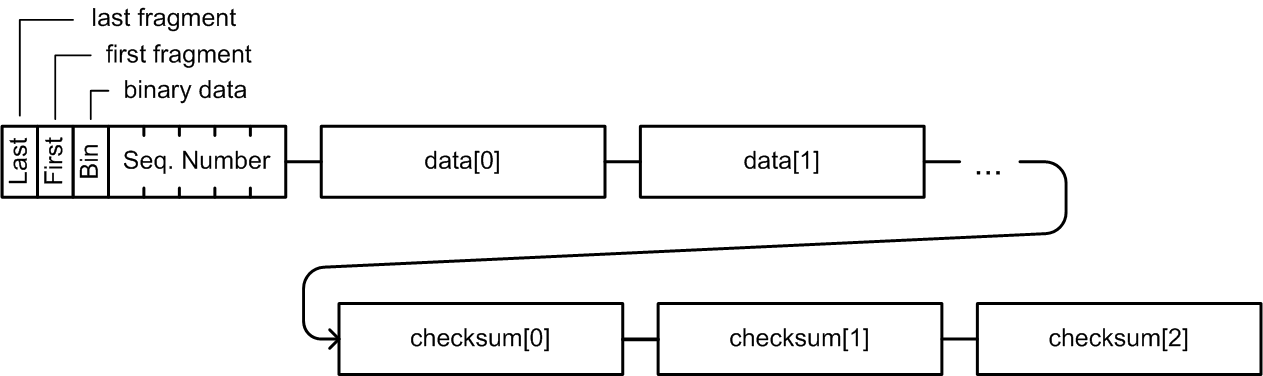 last fragment
first fragment
binary data
Last First Bin Seq. Number data[0] data[1] ...
checksum[0] checksum[1] checksum[2]